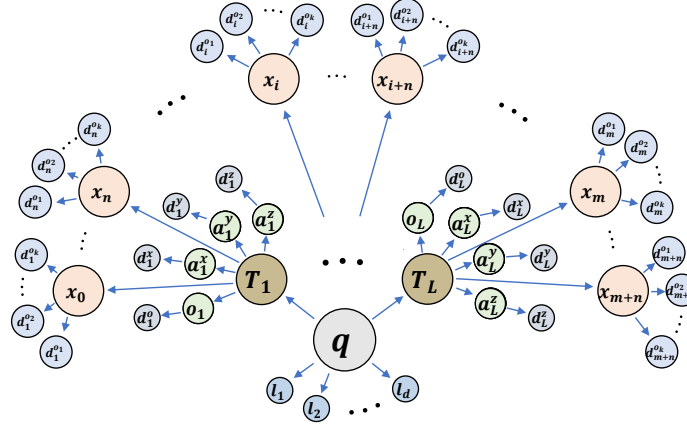 d_i^{o_2} ... d_i^{o_k} d_{i+n}^{o_1} d_{i+n}^{o_2} ...
d_i^{o_1} d_{i+n}^{o_k}
x_i ... x_{i+n}
... ...
d_n^{o_k} d_m^{o_1}
... d_m^{o_2}
d_n^{o_2} d_1^z d_L^o ...
d_n^{o_1} x_n d_1^y a_1^z o_L a_L^x d_L^x x_m d_m^{o_k}
a_1^y ...
... ...
d_1^{o_k} d_1^x a_1^x T_1 ... T_L a_L^y d_L^y d_{m+n}^{o_1}
... x_0 x_{m+n} d_{m+
d_1^{o_2} d_1^o o_1 a_L^z d_L^z ...
d_1^{o_1} q d_{m+n}^{o_k}
l_1 l_2 ... l_d